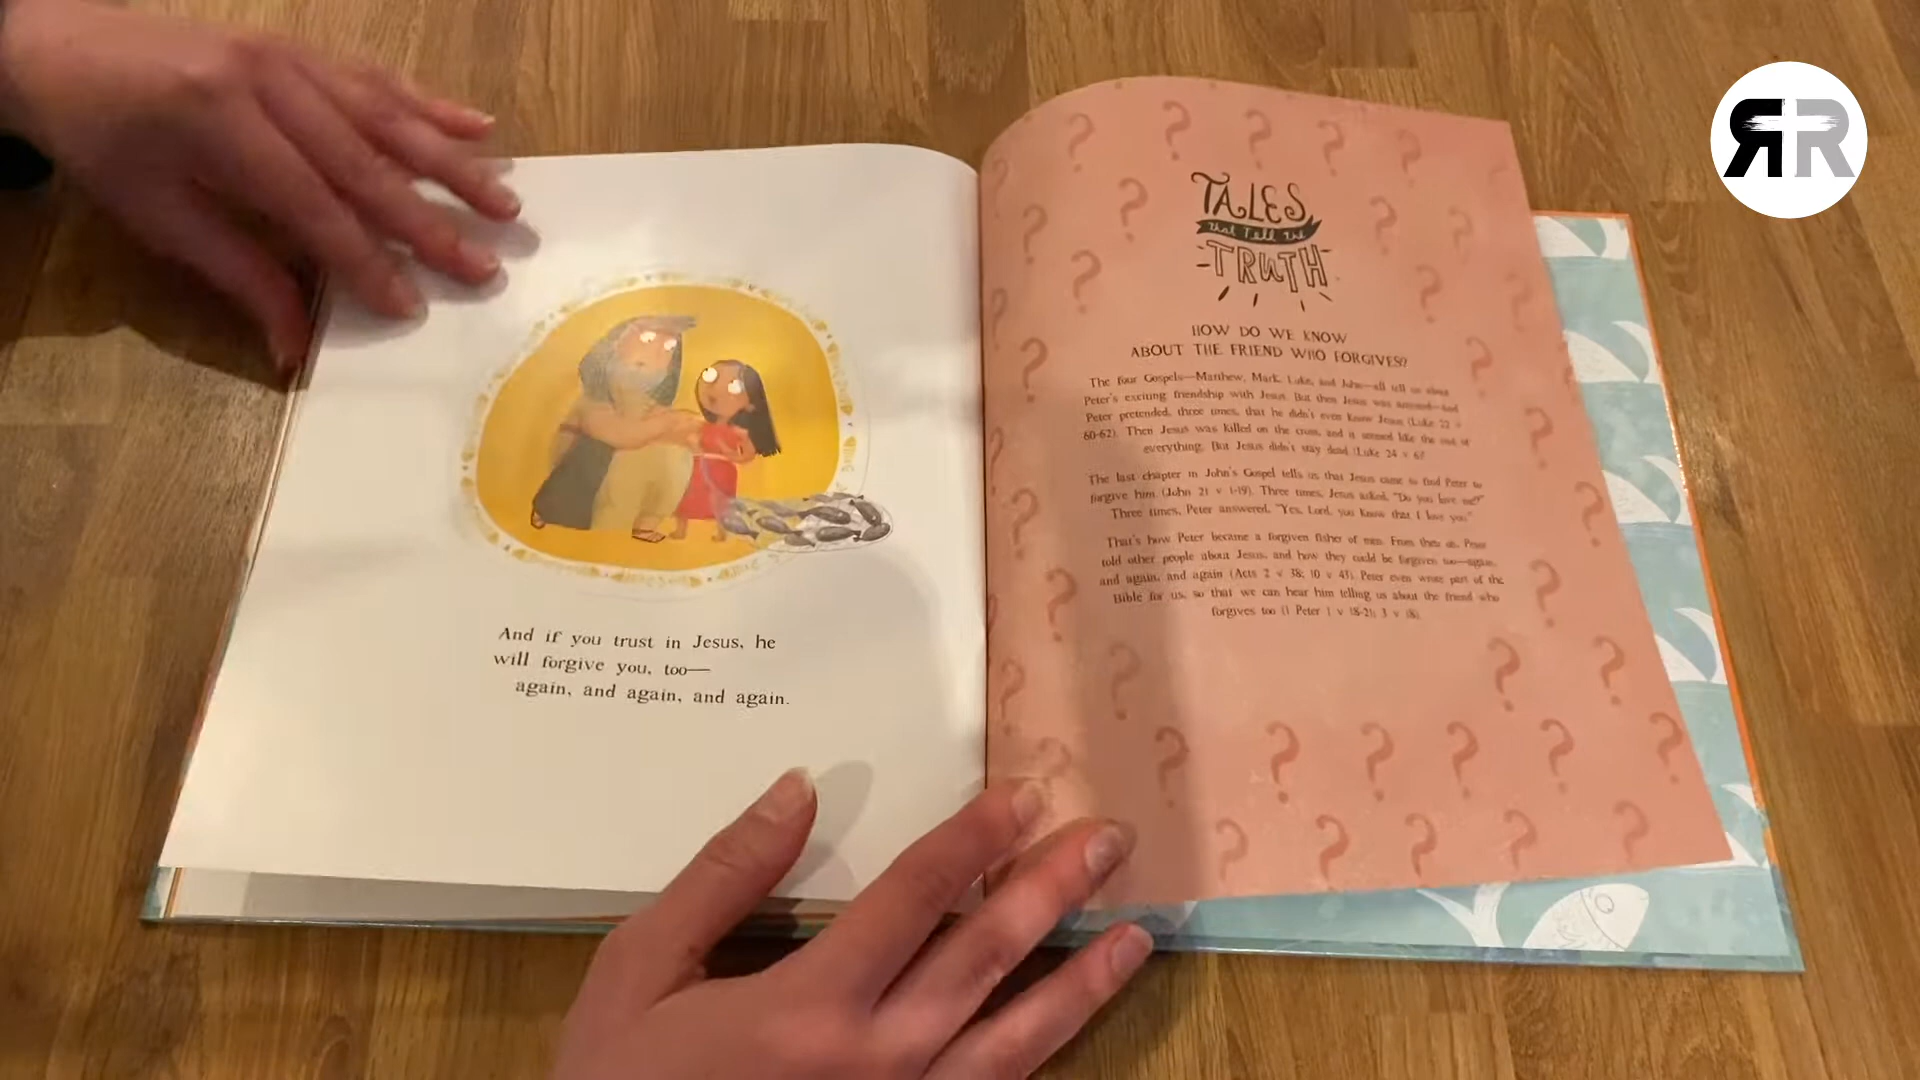 And if you trust in Jesus, he
will forgive you, too—
again, and again, and again.
TALES
that Tell the
TRUTH
HOW DO WE KNOW
ABOUT THE FRIEND WHO FORGIVES?
The four Gospels—Matthew, Mark, Luke, and John—all tell us about
Peter's exciting friendship with Jesus. But then Jesus was arrested—and
Peter pretended, three times, that he didn't even know Jesus (Luke 22 v
60-62). Then Jesus was killed on the cross, and it seemed like the end of
everything. But Jesus didn't stay dead (Luke 24 v 6)!
The last chapter in John's Gospel tells us that Jesus came to find Peter to
forgive him (John 21 v 1-19). Three times, Jesus asked, "Do you love me?"
Three times, Peter answered, "Yes, Lord, you know that I love you."
That's how Peter became a forgiven fisher of men. From then on, Peter
told other people about Jesus, and how they could be forgiven too—again,
and again, and again (Acts 2 v 38; 10 v 43). Peter even wrote part of the
Bible for us, so that we can hear him telling us about the friend who
forgives too (1 Peter 1 v 18-21; 3 v 18).
RR